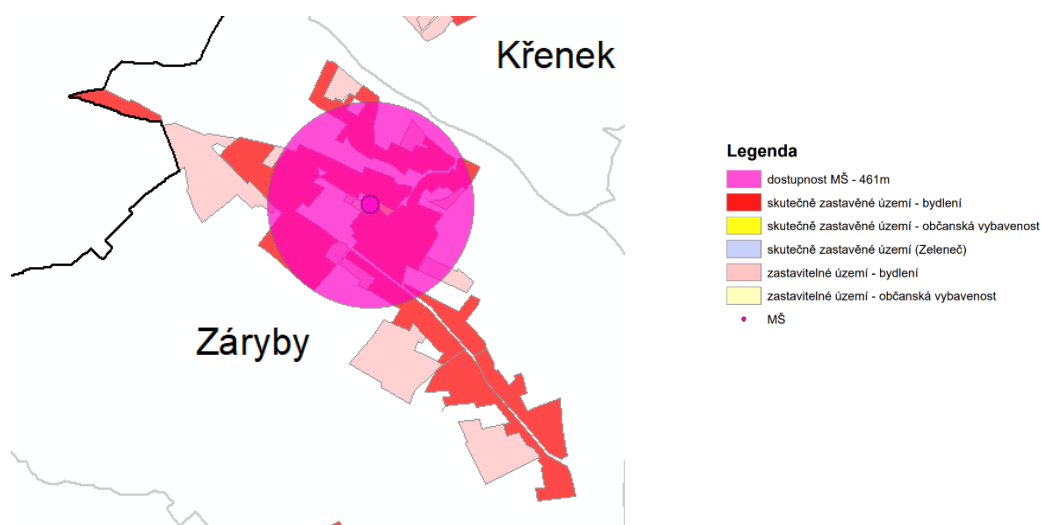 Křenek
Záryby
Legenda
dostupnost MŠ - 461m
skutečně zastavěné území - bydlení
skutečně zastavěné území - občanská vybavenost
skutečně zastavěné území (Zeleneč)
zastavitelné území - bydlení
zastavitelné území - občanská vybavenost
MŠ